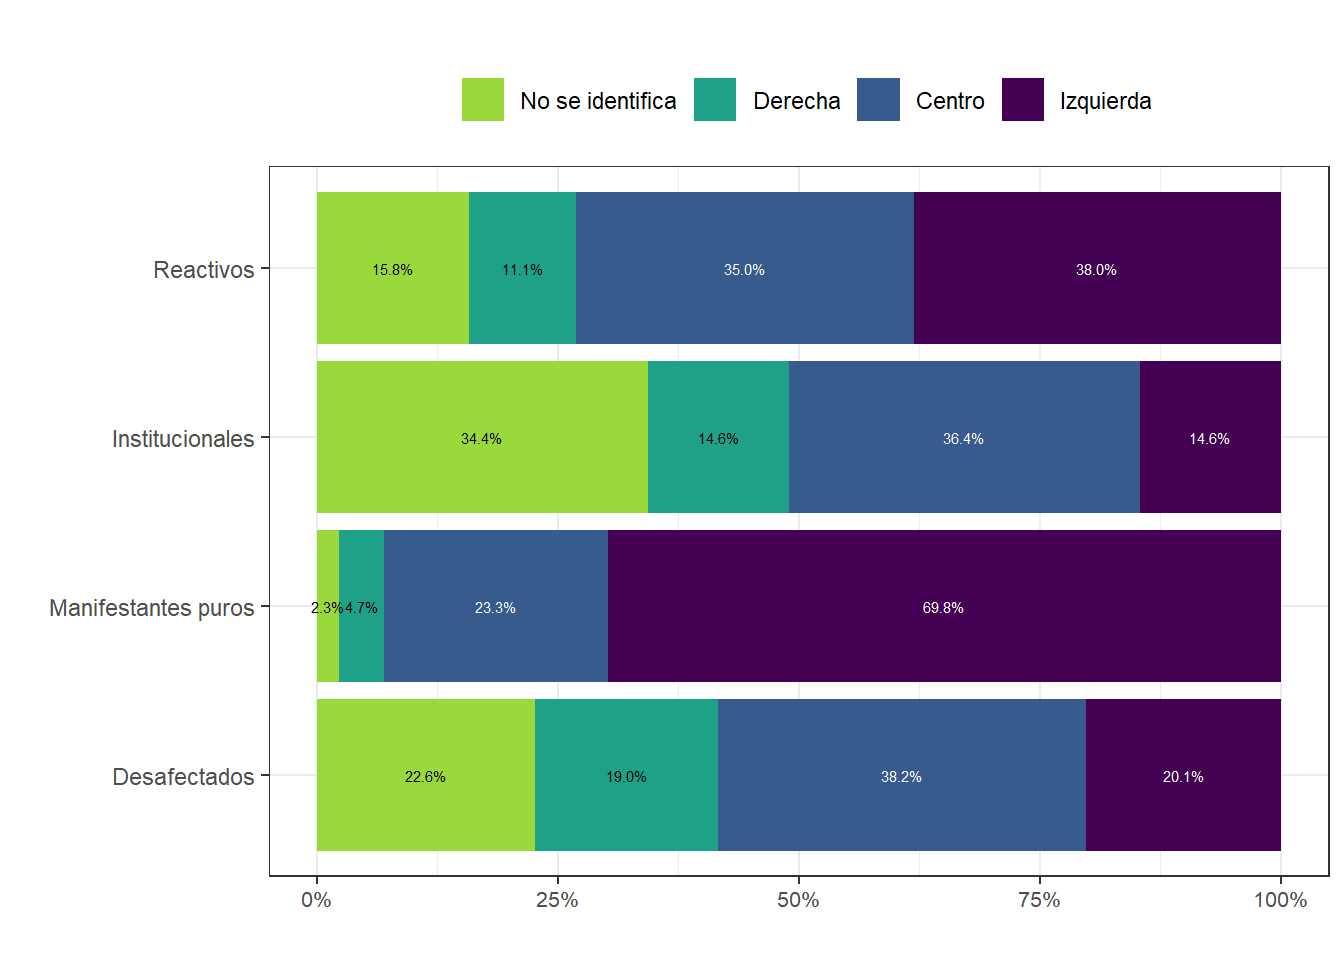 No se identifica Derecha Centro Izquierda
Reactivos 15.8% 11.1% 35.0% 38.0%
Institucionales 34.4% 14.6% 36.4% 14.6%
Manifestantes puros 2.3% 4.7% 23.3% 69.8%
Desafectados 22.6% 19.0% 38.2% 20.1%
0% 25% 50% 75% 100%